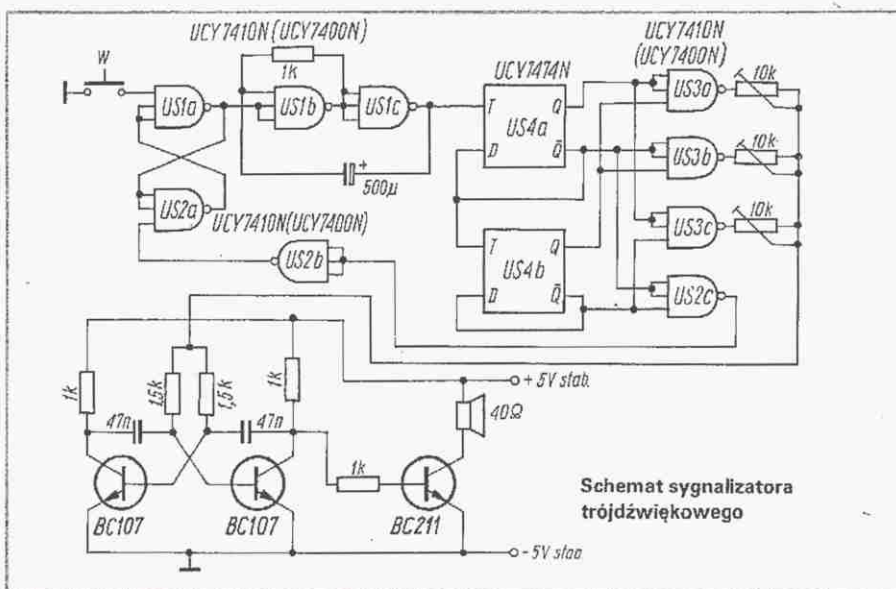 UCY7410N (UCY7400N)
UCY7410N
(UCY7400N)
W
1k
UCY7474N
10k
US1a
US1b
US1c
T
Q
US3a
US4a
D
Q̄
10k
US3b
+
500µ
US2a
UCY7410N(UCY7400N)
10k
T
Q
US3c
US4b
US2b
D
Q̄
US2c
1k
1,5k
1,5k
1k
+ 5V stab.
47n
47n
40Ω
1k
BC107
BC107
BC211
Schemat sygnalizatora
trójdźwiękowego
- 5V stab